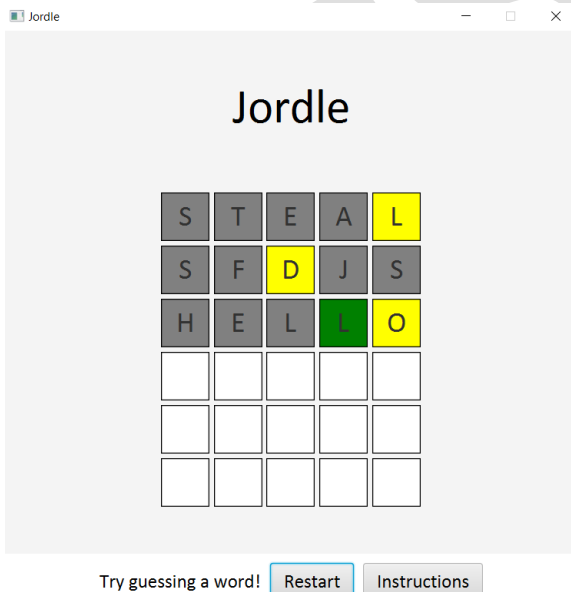 Jordle
Jordle
S T E A L
S F D J S
H E L L O
Try guessing a word! Restart Instructions